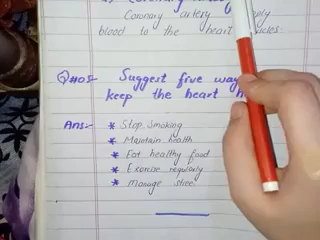 Coronary artery
blood to the heart
Q#05:- Suggest five way
keep the heart h
Ans:- * Stop Smoking
* Maintain health
* Eat healthy food
* Exercise regularly
* Manage stree